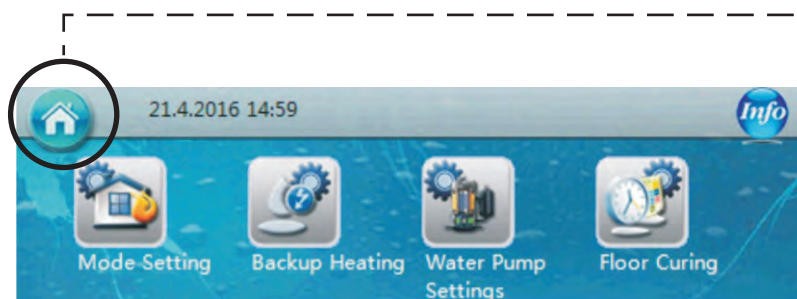 21.4.2016 14:59
Info
Mode Setting
Backup Heating
Water Pump
Settings
Floor Curing